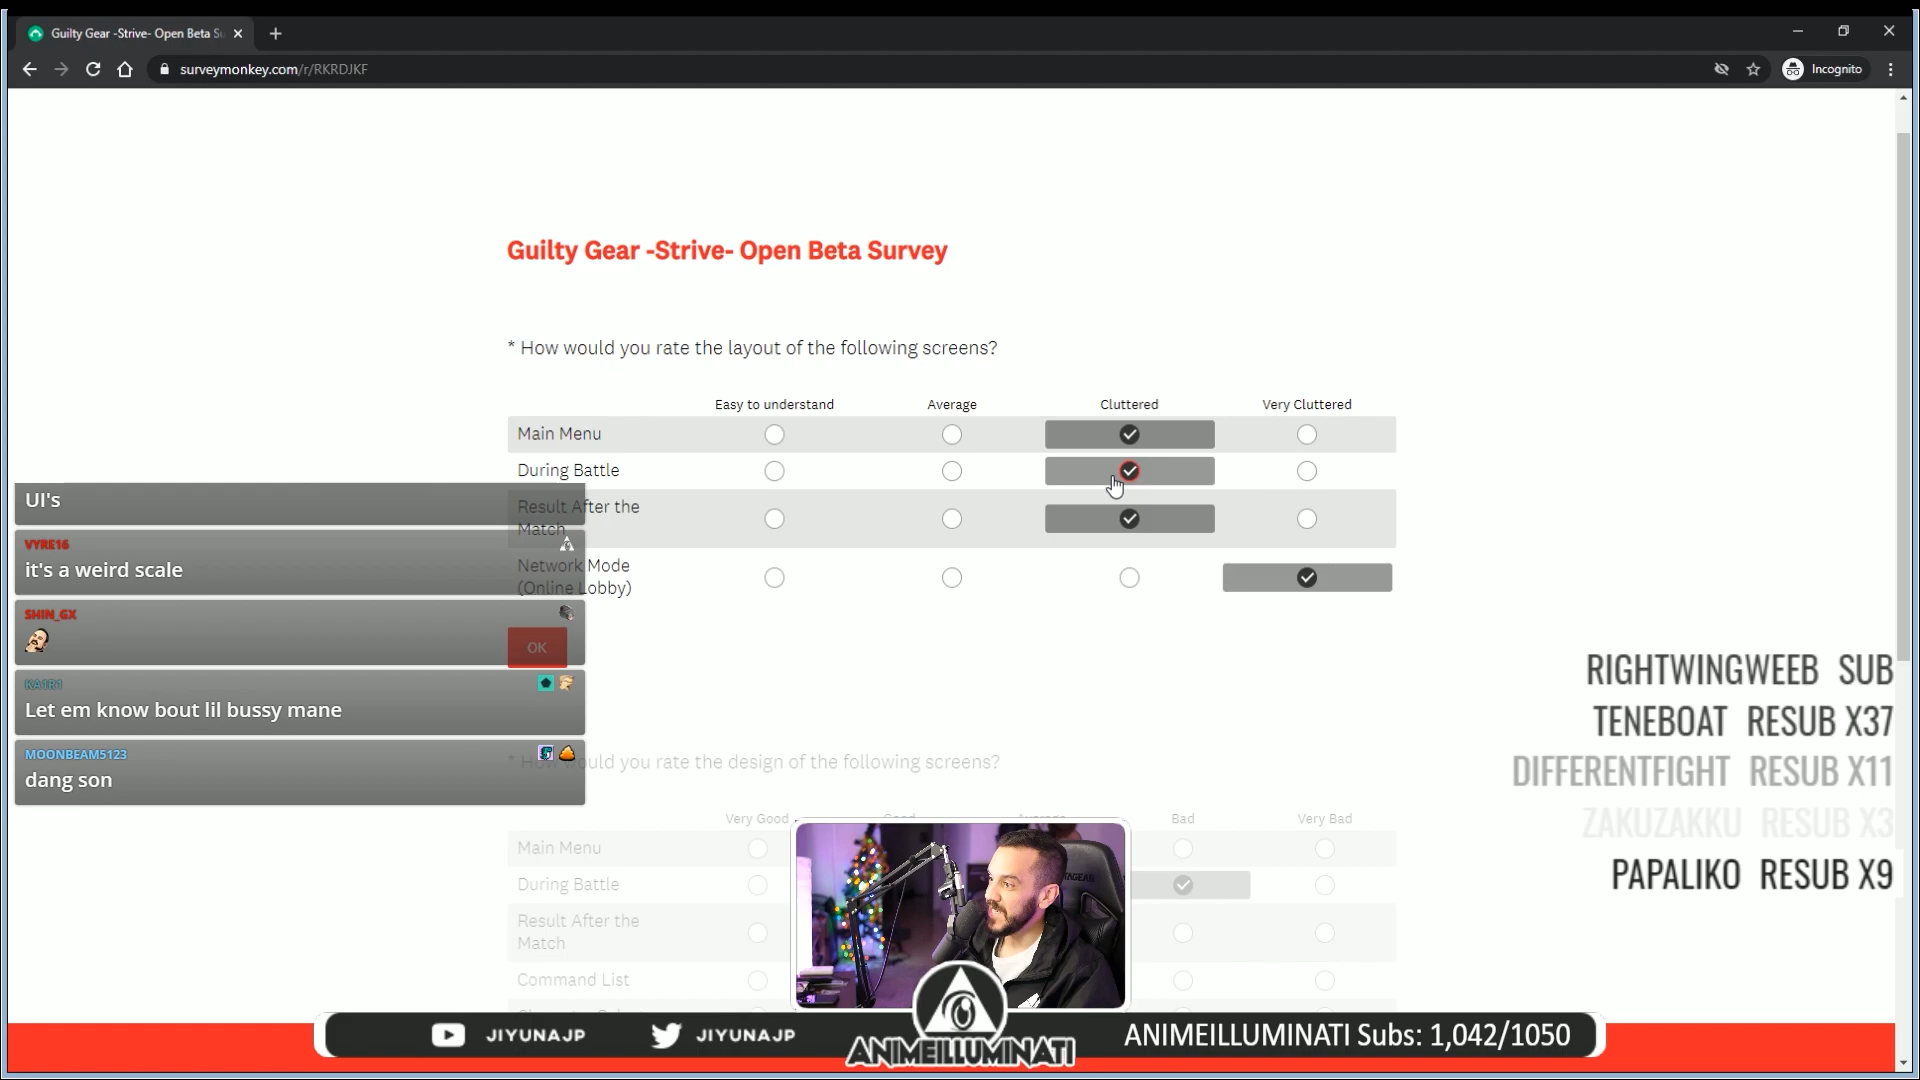 Guilty Gear -Strive- Open Beta Su
surveymonkey.com/r/RKRDJKF
Incognito
Guilty Gear -Strive- Open Beta Survey
* How would you rate the layout of the following screens?
Easy to understand Average Cluttered Very Cluttered
Main Menu
During Battle
Result After the
Match
Network Mode
(Online Lobby)
OK
UI's
VYRE16
it's a weird scale
SHIN_GX
KA1R1
Let em know bout lil bussy mane
MOONBEAM5123
dang son
RIGHTWINGWEEB SUB
TENEBOAT RESUB X37
DIFFERENTFIGHT RESUB X11
ZAKUZAKKU RESUB X3
PAPALIKO RESUB X9
* How would you rate the design of the following screens?
Very Good Good Average Bad Very Bad
Main Menu
During Battle
Result After the
Match
Command List
JIYUNAJP
JIYUNAJP
ANIMEILLUMINATI
ANIMEILLUMINATI Subs: 1,042/1050